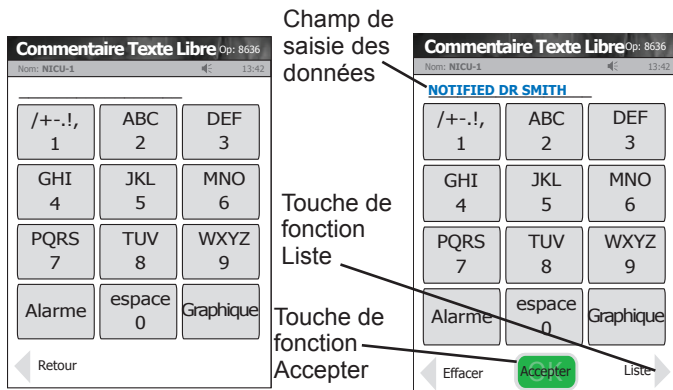 Commentaire Texte Libre Op: 8636
Nom: NICU-1 13:42
/+-.!, ABC DEF
1 2 3
GHI JKL MNO
4 5 6
PQRS TUV WXYZ
7 8 9
Alarme espace Graphique
0
Retour
Champ de
saisie des
données
Touche de
fonction
Liste
Touche de
fonction
Accepter
Commentaire Texte Libre Op: 8636
Nom: NICU-1 13:42
NOTIFIED DR SMITH
/+-.!, ABC DEF
1 2 3
GHI JKL MNO
4 5 6
PQRS TUV WXYZ
7 8 9
Alarme espace Graphique
0
Effacer Accepter OK Liste